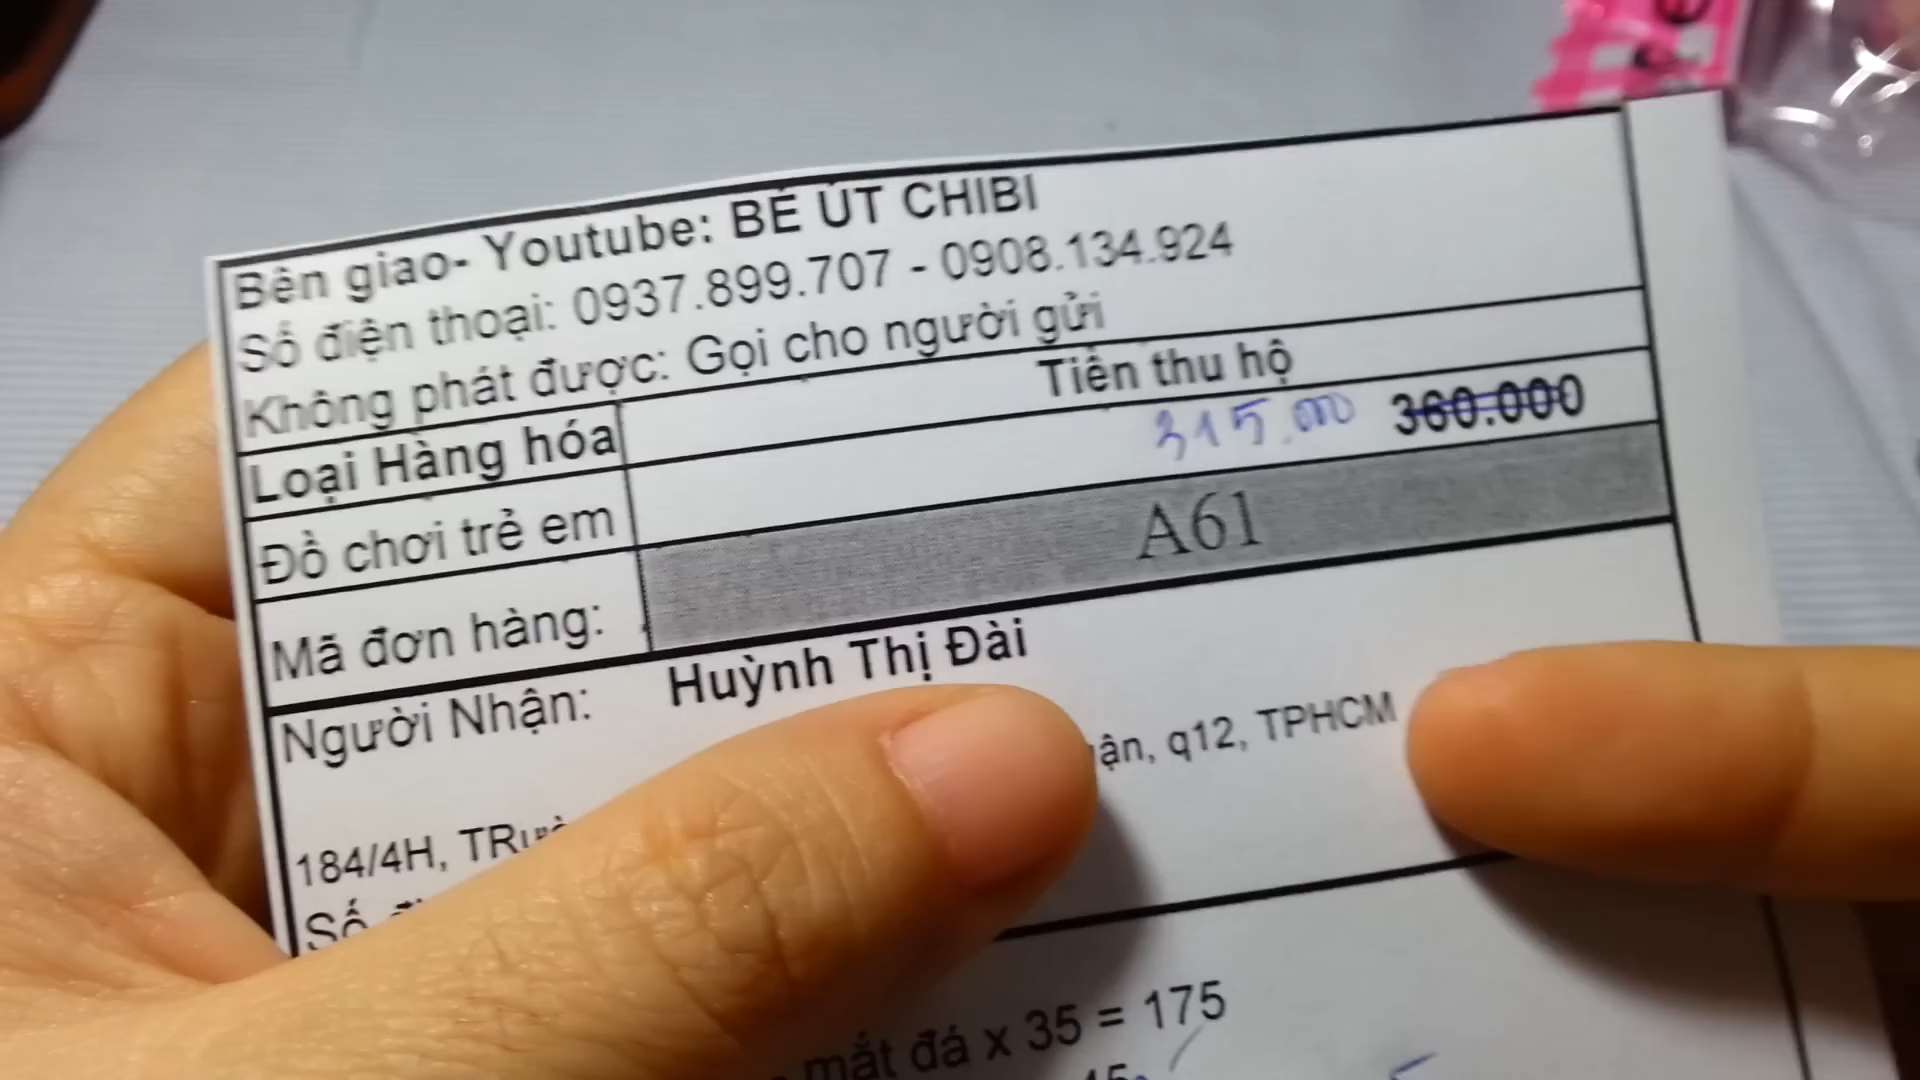 Bên giao- Youtube: BÉ ÚT CHIBI
Số điện thoại: 0937.899.707 - 0908.134.924
Không phát được: Gọi cho người gửi
Loại Hàng hóa Tiền thu hộ
Đồ chơi trẻ em 315.000 360.000
Mã đơn hàng: A61
Người Nhận: Huỳnh Thị Đài
184/4H, q12, TPHCM
Số
mắt đá x 35 = 175